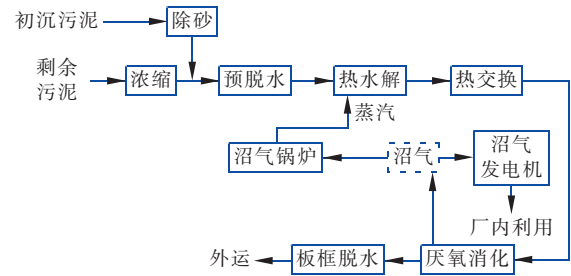 初沉污泥
除砂
剩余
污泥
浓缩
预脱水
热水解
热交换
蒸汽
沼气锅炉
沼气
沼气
发电机
厂内利用
外运
板框脱水
厌氧消化